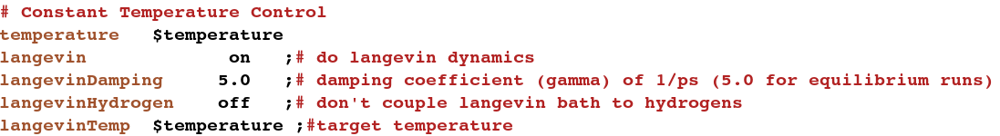 # Constant Temperature Control
temperature   $temperature
langevin             on   ;# do langevin dynamics
langevinDamping     5.0   ;# damping coefficient (gamma) of 1/ps (5.0 for equilibrium runs)
langevinHydrogen    off   ;# don't couple langevin bath to hydrogens
langevinTemp  $temperature ;#target temperature